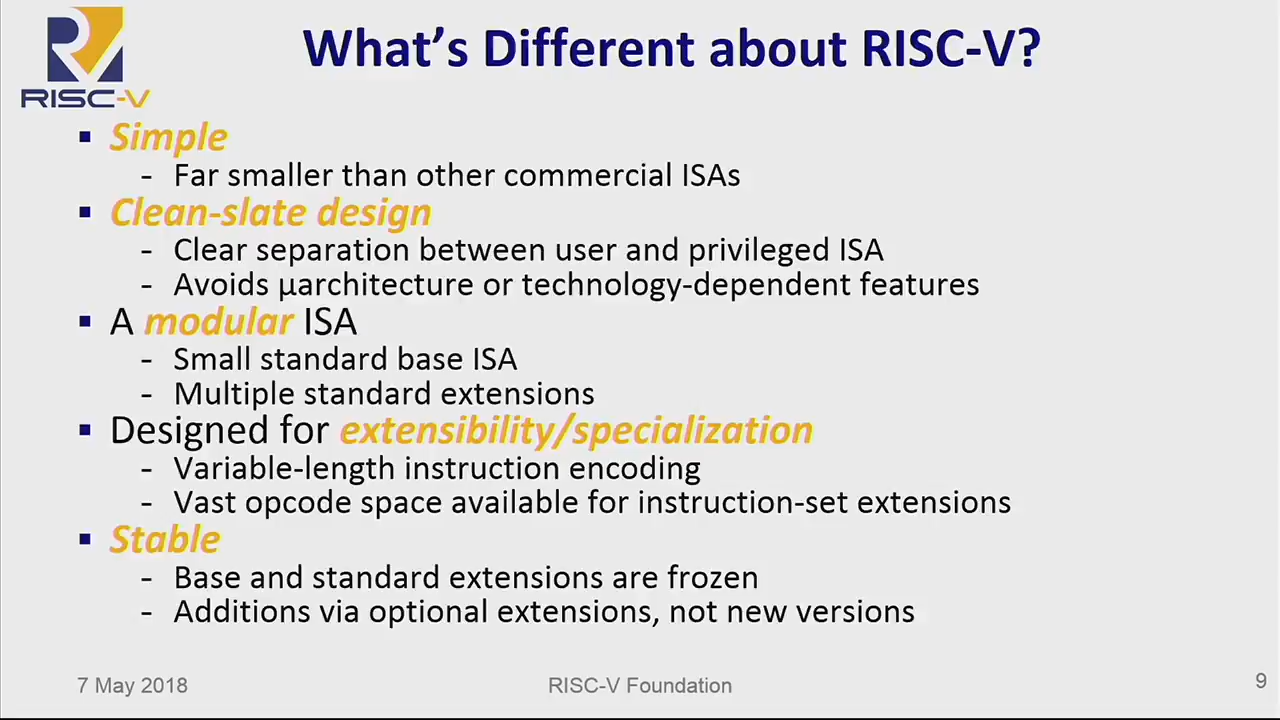 RISC-V
What's Different about RISC-V?
▪ Simple
- Far smaller than other commercial ISAs
▪ Clean-slate design
- Clear separation between user and privileged ISA
- Avoids µarchitecture or technology-dependent features
▪ A modular ISA
- Small standard base ISA
- Multiple standard extensions
▪ Designed for extensibility/specialization
- Variable-length instruction encoding
- Vast opcode space available for instruction-set extensions
▪ Stable
- Base and standard extensions are frozen
- Additions via optional extensions, not new versions
7 May 2018 RISC-V Foundation 9